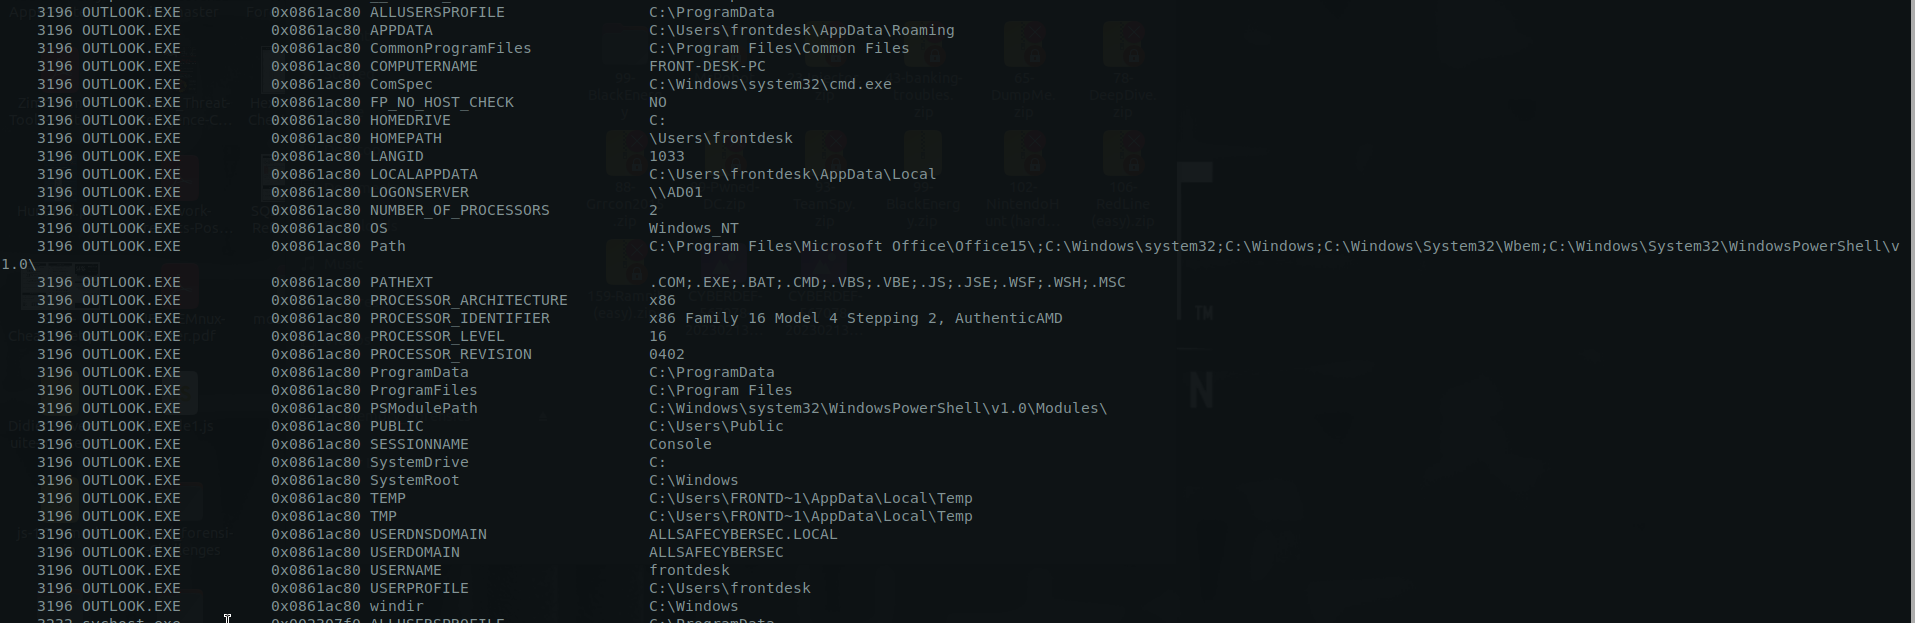 3196 OUTLOOK.EXE 0x0861ac80 ALLUSERSPROFILE C:\ProgramData
3196 OUTLOOK.EXE 0x0861ac80 APPDATA C:\Users\frontdesk\AppData\Roaming
3196 OUTLOOK.EXE 0x0861ac80 CommonProgramFiles C:\Program Files\Common Files
3196 OUTLOOK.EXE 0x0861ac80 COMPUTERNAME FRONT-DESK-PC
3196 OUTLOOK.EXE 0x0861ac80 ComSpec C:\Windows\system32\cmd.exe
3196 OUTLOOK.EXE 0x0861ac80 FP_NO_HOST_CHECK NO
3196 OUTLOOK.EXE 0x0861ac80 HOMEDRIVE C:
3196 OUTLOOK.EXE 0x0861ac80 HOMEPATH \Users\frontdesk
3196 OUTLOOK.EXE 0x0861ac80 LANGID 1033
3196 OUTLOOK.EXE 0x0861ac80 LOCALAPPDATA C:\Users\frontdesk\AppData\Local
3196 OUTLOOK.EXE 0x0861ac80 LOGONSERVER \\AD01
3196 OUTLOOK.EXE 0x0861ac80 NUMBER_OF_PROCESSORS 2
3196 OUTLOOK.EXE 0x0861ac80 OS Windows_NT
3196 OUTLOOK.EXE 0x0861ac80 Path C:\Program Files\Microsoft Office\Office15\;C:\Windows\system32;C:\Windows;C:\Windows\System32\Wbem;C:\Windows\System32\WindowsPowerShell\v
1.0\
3196 OUTLOOK.EXE 0x0861ac80 PATHEXT .COM;.EXE;.BAT;.CMD;.VBS;.VBE;.JS;.JSE;.WSF;.WSH;.MSC
3196 OUTLOOK.EXE 0x0861ac80 PROCESSOR_ARCHITECTURE x86
3196 OUTLOOK.EXE 0x0861ac80 PROCESSOR_IDENTIFIER x86 Family 16 Model 4 Stepping 2, AuthenticAMD
3196 OUTLOOK.EXE 0x0861ac80 PROCESSOR_LEVEL 16
3196 OUTLOOK.EXE 0x0861ac80 PROCESSOR_REVISION 0402
3196 OUTLOOK.EXE 0x0861ac80 ProgramData C:\ProgramData
3196 OUTLOOK.EXE 0x0861ac80 ProgramFiles C:\Program Files
3196 OUTLOOK.EXE 0x0861ac80 PSModulePath C:\Windows\system32\WindowsPowerShell\v1.0\Modules\
3196 OUTLOOK.EXE 0x0861ac80 PUBLIC C:\Users\Public
3196 OUTLOOK.EXE 0x0861ac80 SESSIONNAME Console
3196 OUTLOOK.EXE 0x0861ac80 SystemDrive C:
3196 OUTLOOK.EXE 0x0861ac80 SystemRoot C:\Windows
3196 OUTLOOK.EXE 0x0861ac80 TEMP C:\Users\FRONTD~1\AppData\Local\Temp
3196 OUTLOOK.EXE 0x0861ac80 TMP C:\Users\FRONTD~1\AppData\Local\Temp
3196 OUTLOOK.EXE 0x0861ac80 USERDNSDOMAIN ALLSAFECYBERSEC.LOCAL
3196 OUTLOOK.EXE 0x0861ac80 USERDOMAIN ALLSAFECYBERSEC
3196 OUTLOOK.EXE 0x0861ac80 USERNAME frontdesk
3196 OUTLOOK.EXE 0x0861ac80 USERPROFILE C:\Users\frontdesk
3196 OUTLOOK.EXE 0x0861ac80 windir C:\Windows